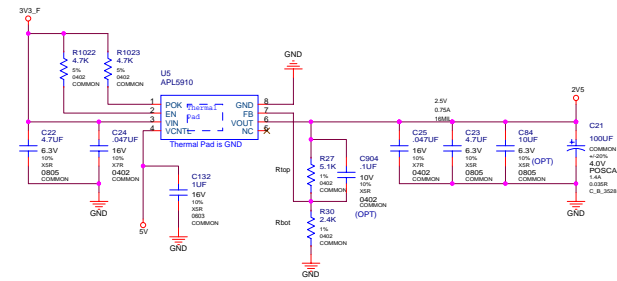 3V3_F
R1022
4.7K
5%
0402
COMMON
R1023
4.7K
5%
0402
COMMON
U5
APL5910
1 POK
2 EN
3 VIN
4 VCNTL
Thermal
Pad
GND 8
FB 7
VOUT 6
NC 5
Thermal Pad is GND
GND
C22
4.7UF
6.3V
10%
X5R
0805
COMMON
C24
.047UF
16V
10%
X7R
0402
COMMON
GND
C132
1UF
16V
10%
X5R
0603
COMMON
5V
GND
Rtop
R27
5.1K
1%
0402
COMMON
C904
.1UF
10V
10%
X5R
0402
COMMON
(OPT)
Rbot
R30
2.4K
1%
0402
COMMON
GND
2.5V
0.75A
16MIL
C25
.047UF
16V
10%
X7R
0402
COMMON
C23
4.7UF
6.3V
10%
X5R
0805
COMMON
C84
10UF
6.3V
(OPT)
10%
X5R
0805
COMMON
GND
2V5
C21
100UF
COMMON
+/-20%
4.0V
POSCA
1.4A
0.035R
C_B_3528
GND